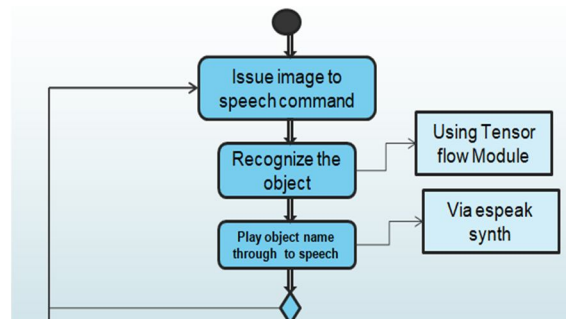 Issue image to
speech command
Recognize the
object
Using Tensor
flow Module
Play object name
through to speech
Via espeak
synth